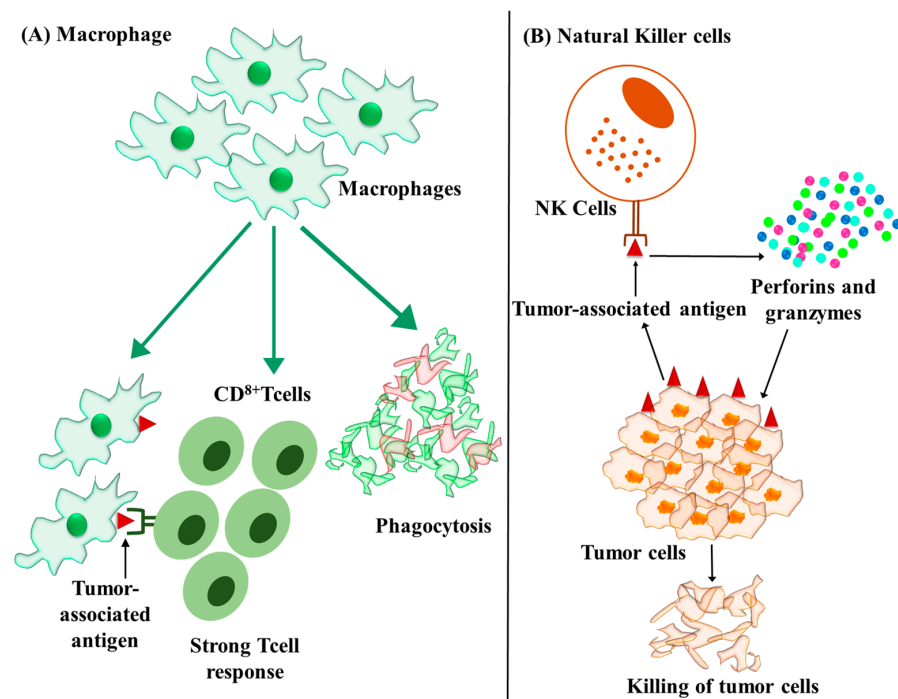 (A) Macrophage
Macrophages
CD8+Tcells
Phagocytosis
Tumor-
associated
antigen
Strong Tcell
response
(B) Natural Killer cells
NK Cells
Tumor-associated antigen
Perforins and
granzymes
Tumor cells
Killing of tumor cells